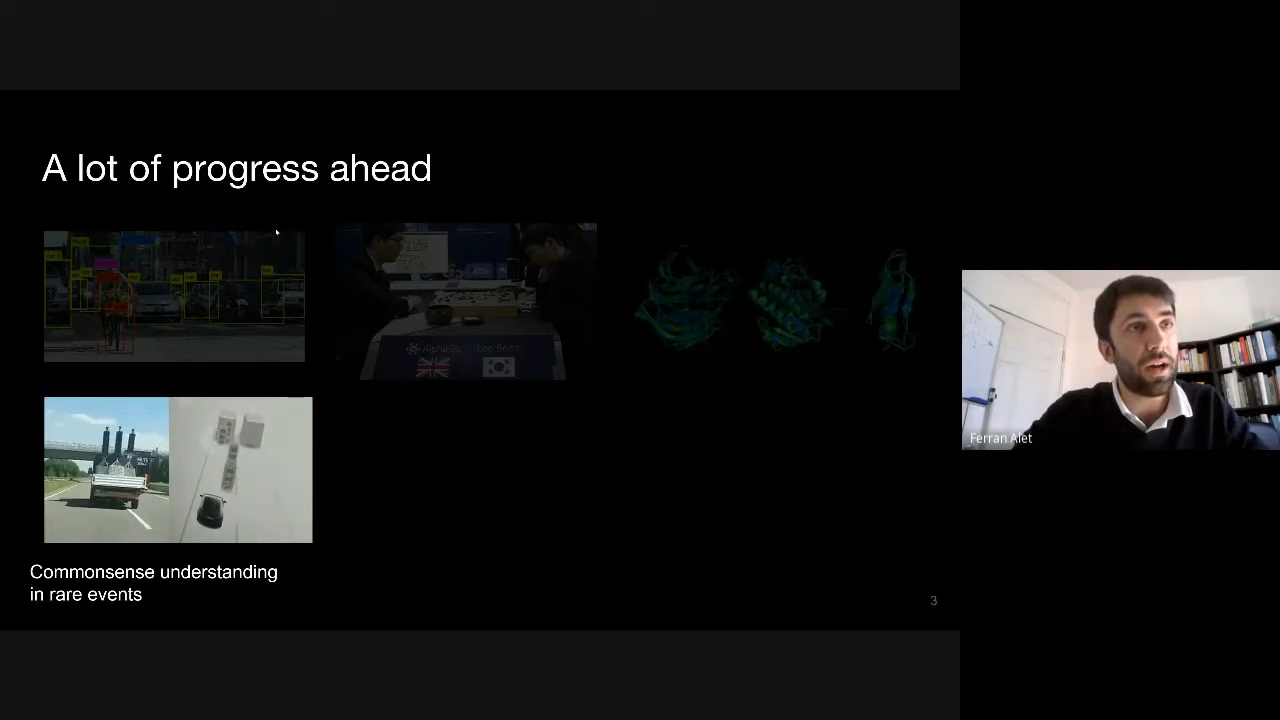 A lot of progress ahead
AlphaGo
Lee Sedol
Commonsense understanding
in rare events
3
Ferran Alet